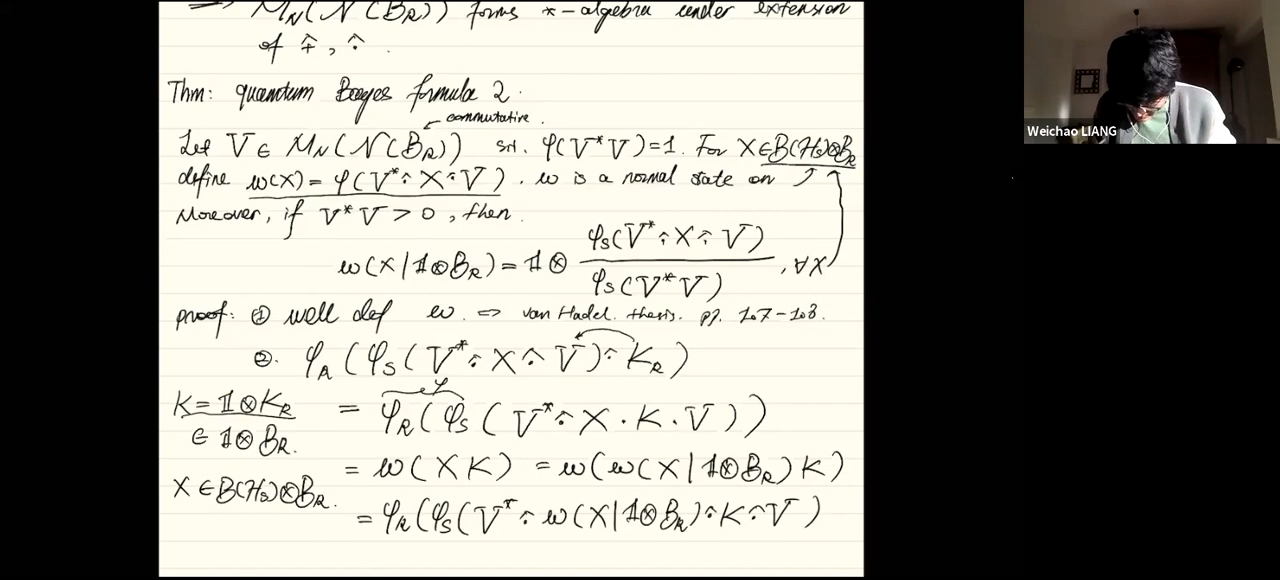 ⟹ M_N(N(B_R)) forms *-algebra under extension
of +̂, ·̂ .
Thm: quantum Bayes formula 2.
commutative.
Let V ∈ M_N(N(B_R)) s.t. φ(V*V)=1. For X∈B(H_S)⊗B_R
define w(X) = φ(V* ·̂ X ·̂ V). w is a normal state on
Moreover, if V*V > 0, then
w(X|𝟙⊗B_R) = 𝟙 ⊗ φ_S(V* ·̂ X ·̂ V) / φ_S(V*V) , ∀X
proof: ① well def w. ⇒ van Handel. thesis. pp. 107-108.
②. φ_R(φ_S(V* ·̂ X ·̂ V) ·̂ K_R)
φ
K = 𝟙⊗K_R = φ_R(φ_S(V* ·̂ X · K · V))
∈ 𝟙⊗B_R.
= w(XK) = w(w(X|𝟙⊗B_R)K)
X ∈ B(H_S)⊗B_R.
= φ_R(φ_S(V* ·̂ w(X|𝟙⊗B_R) ·̂ K ·̂ V)
Weichao LIANG